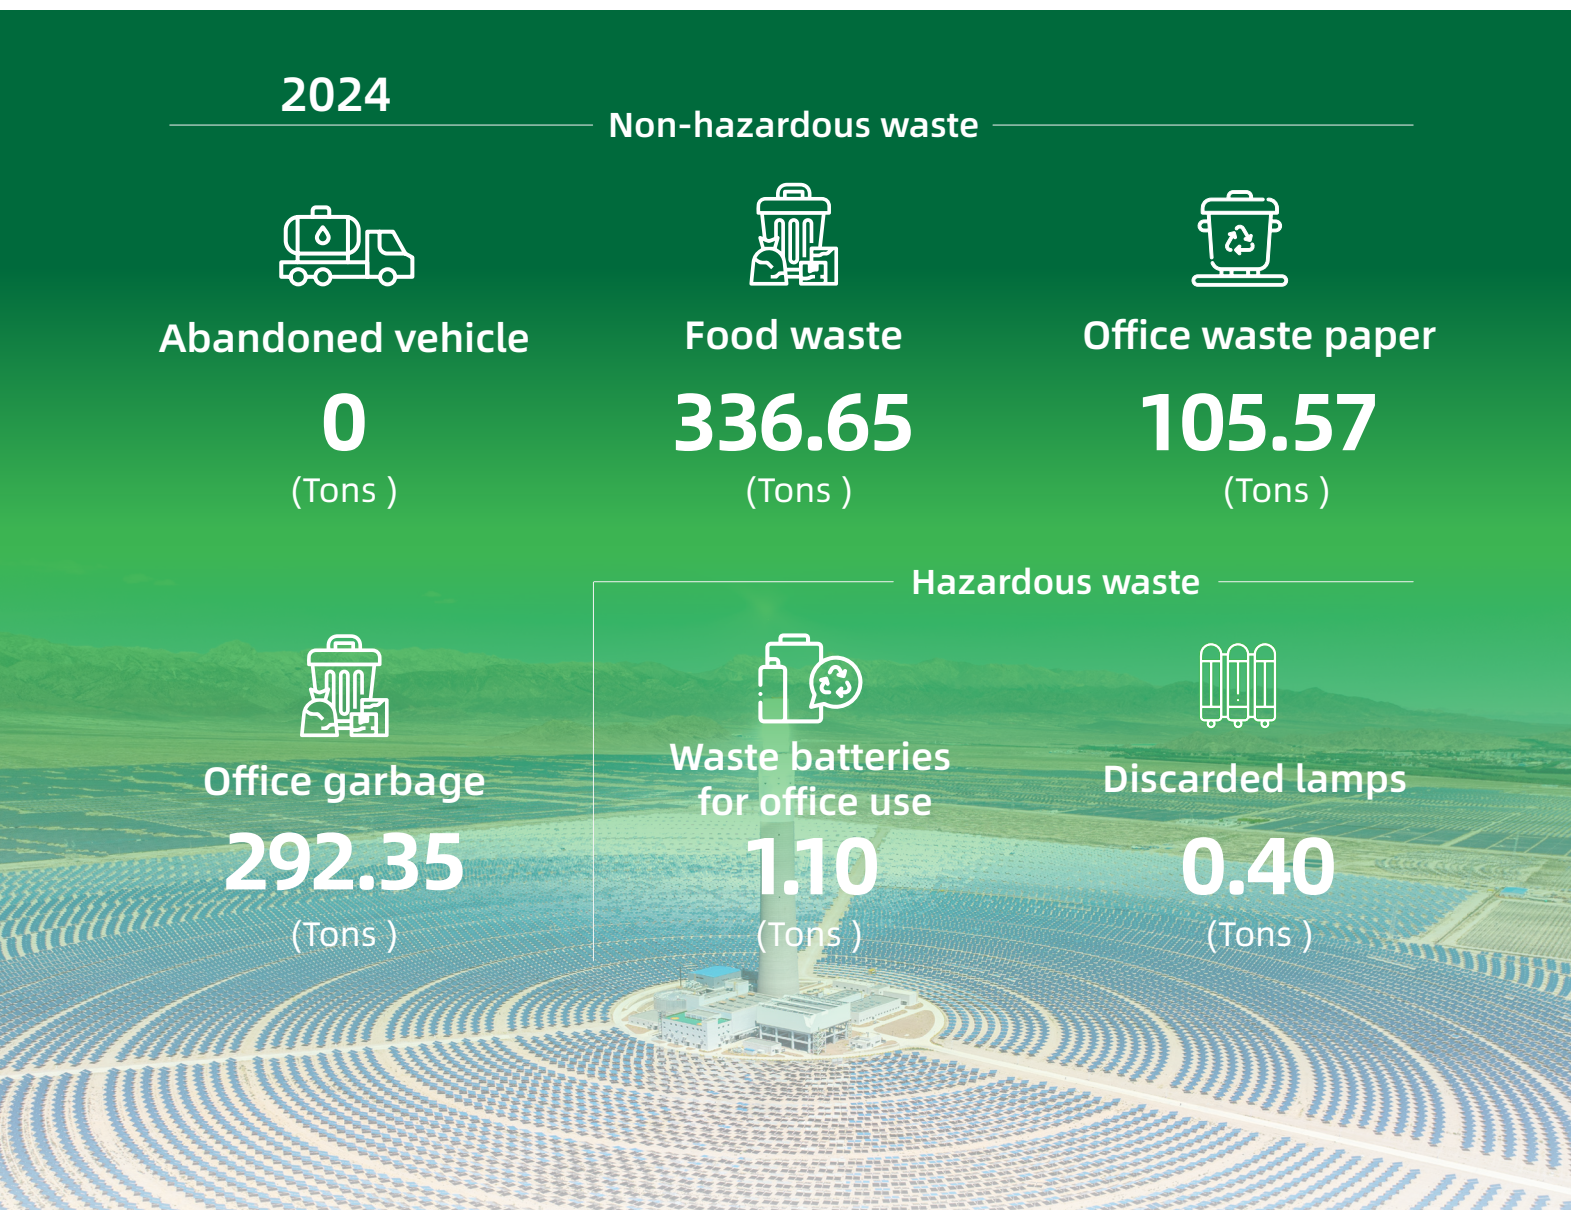 2024
Non-hazardous waste
Abandoned vehicle
0
(Tons )
Food waste
336.65
(Tons )
Office waste paper
105.57
(Tons )
Office garbage
292.35
(Tons )
Hazardous waste
Waste batteries
for office use
1.10
(Tons )
Discarded lamps
0.40
(Tons )